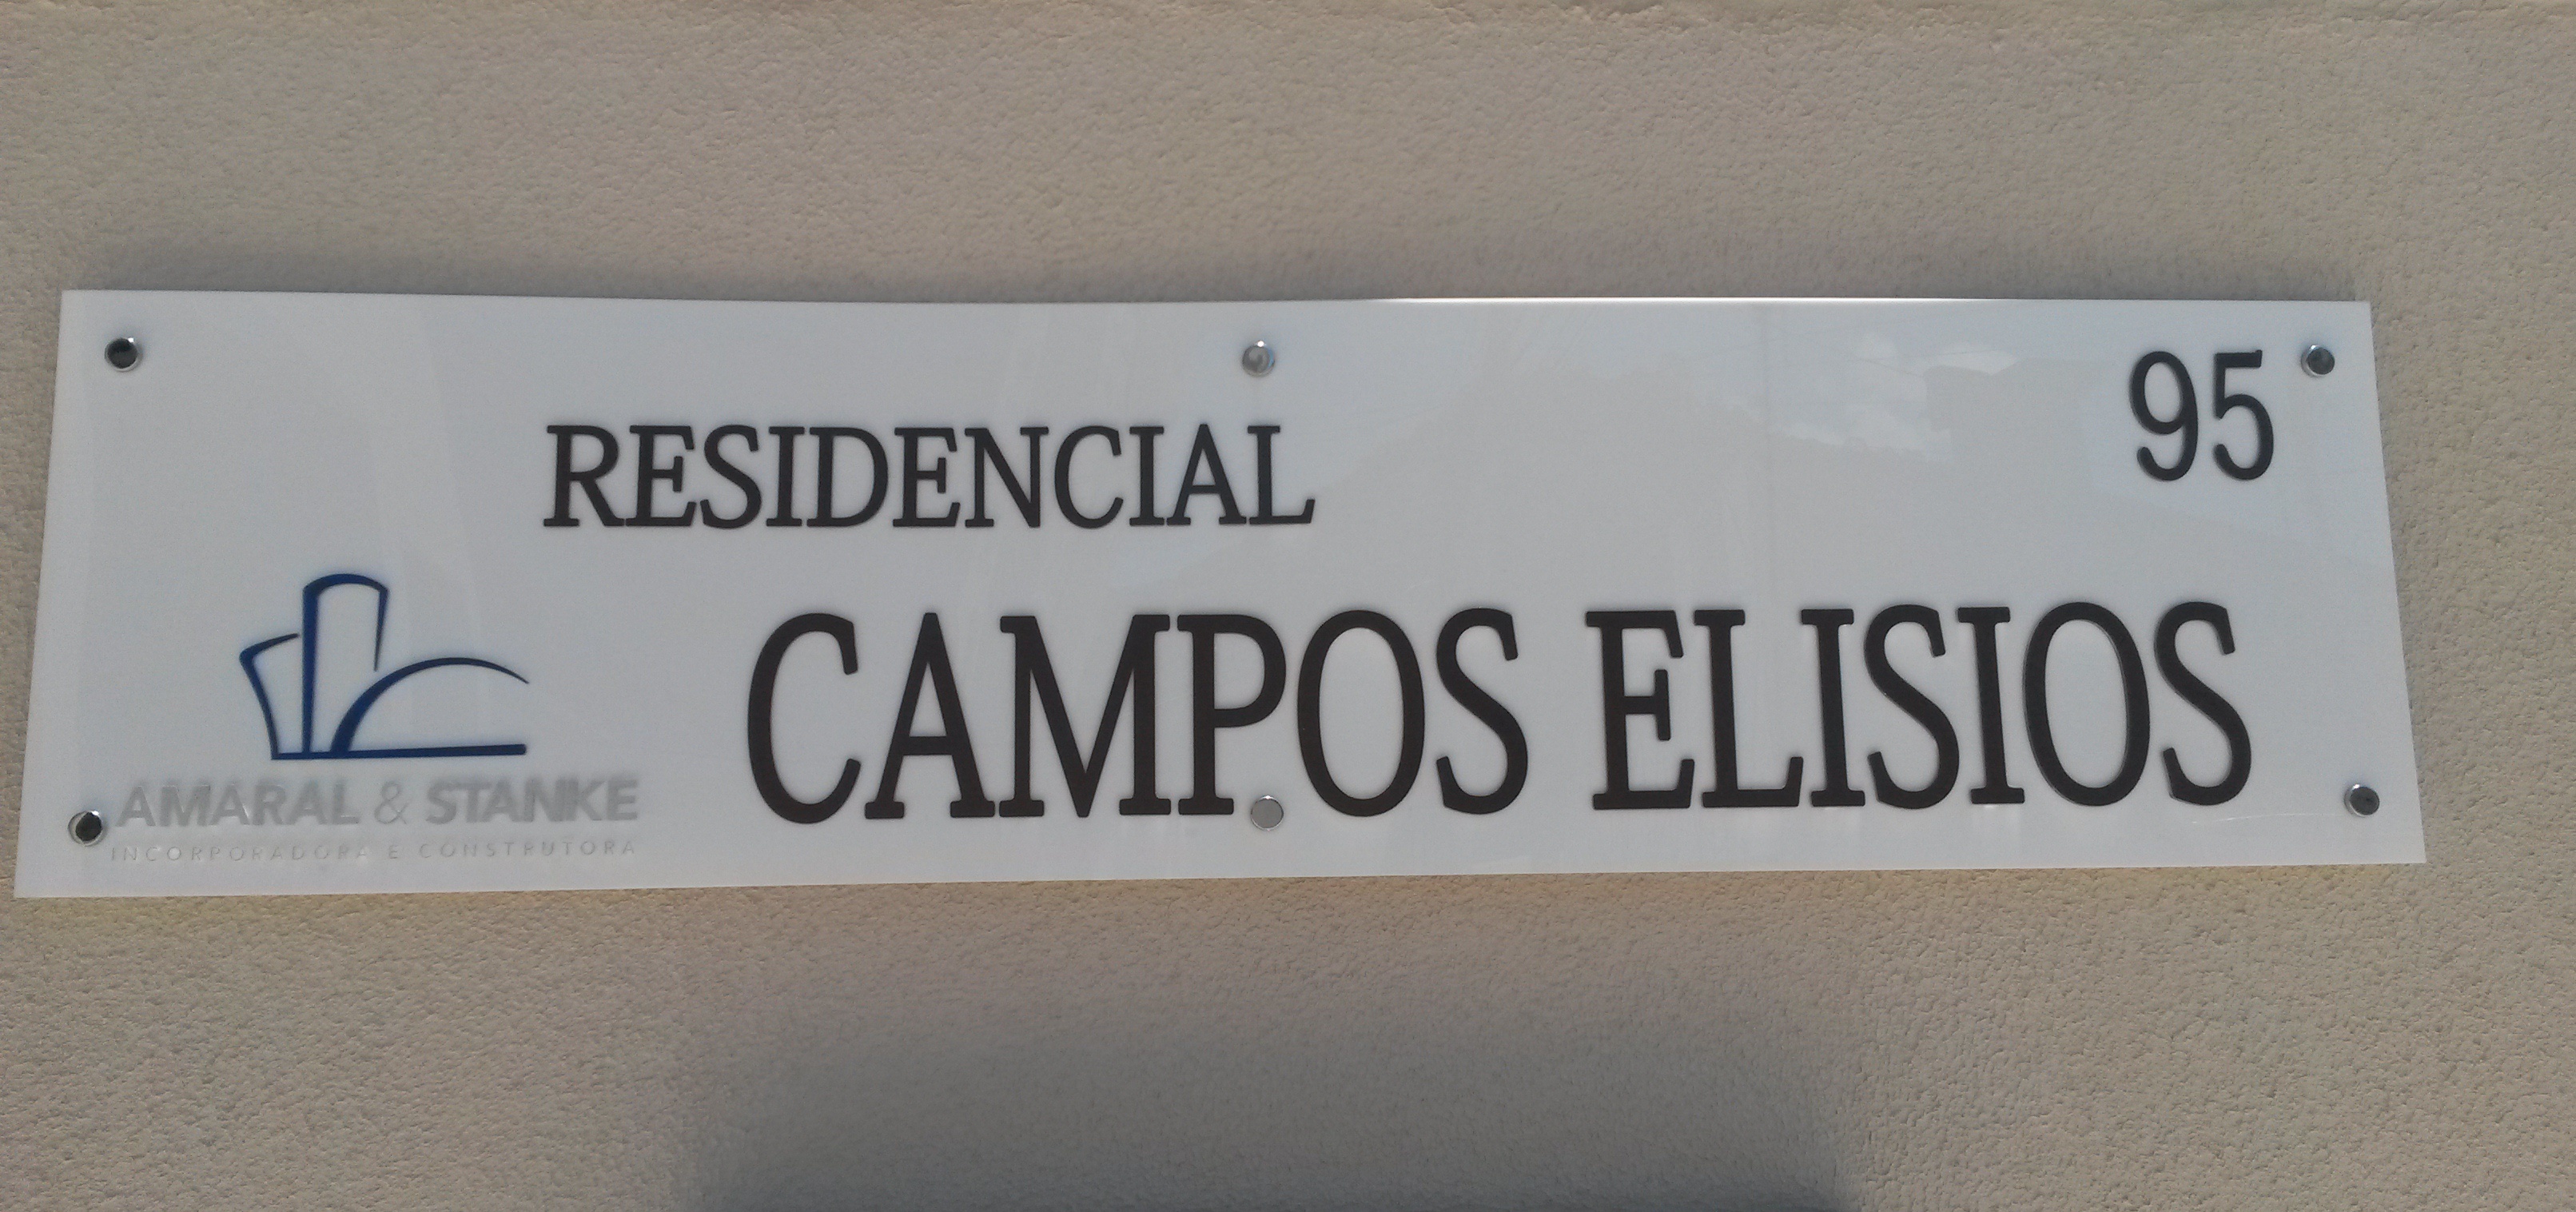 95
RESIDENCIAL
CAMPOS ELISIOS
AMARAL & STANKE
INCORPORADORA E CONSTRUTORA